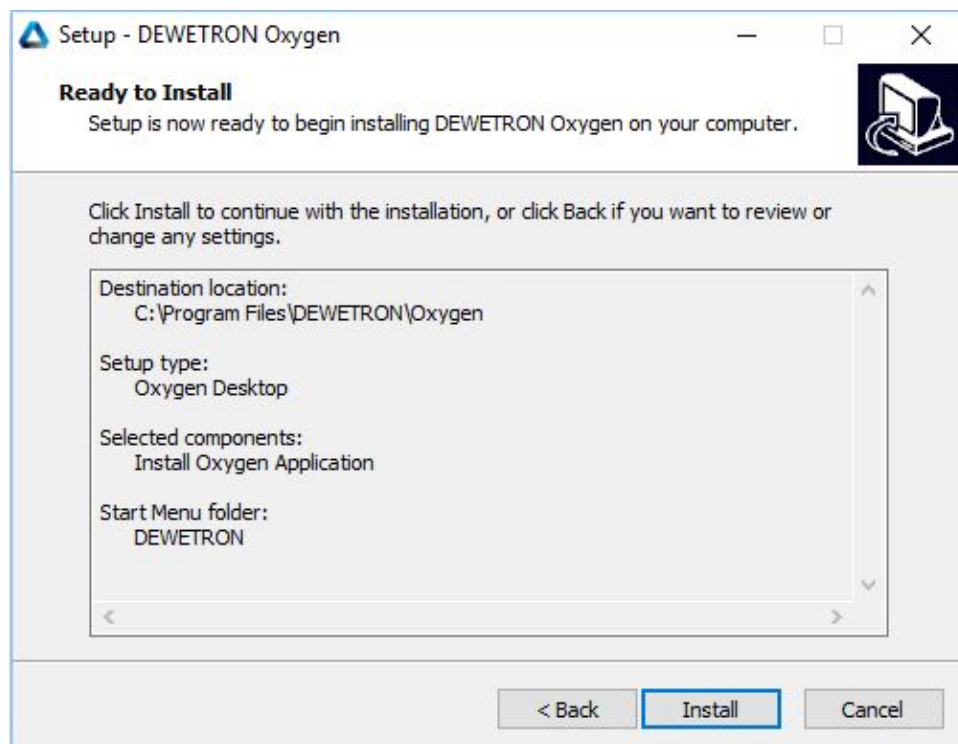 Setup - DEWETRON Oxygen
Ready to Install
Setup is now ready to begin installing DEWETRON Oxygen on your computer.
Click Install to continue with the installation, or click Back if you want to review or
change any settings.
Destination location:
C:\Program Files\DEWETRON\Oxygen
Setup type:
Oxygen Desktop
Selected components:
Install Oxygen Application
Start Menu folder:
DEWETRON
< Back
Install
Cancel